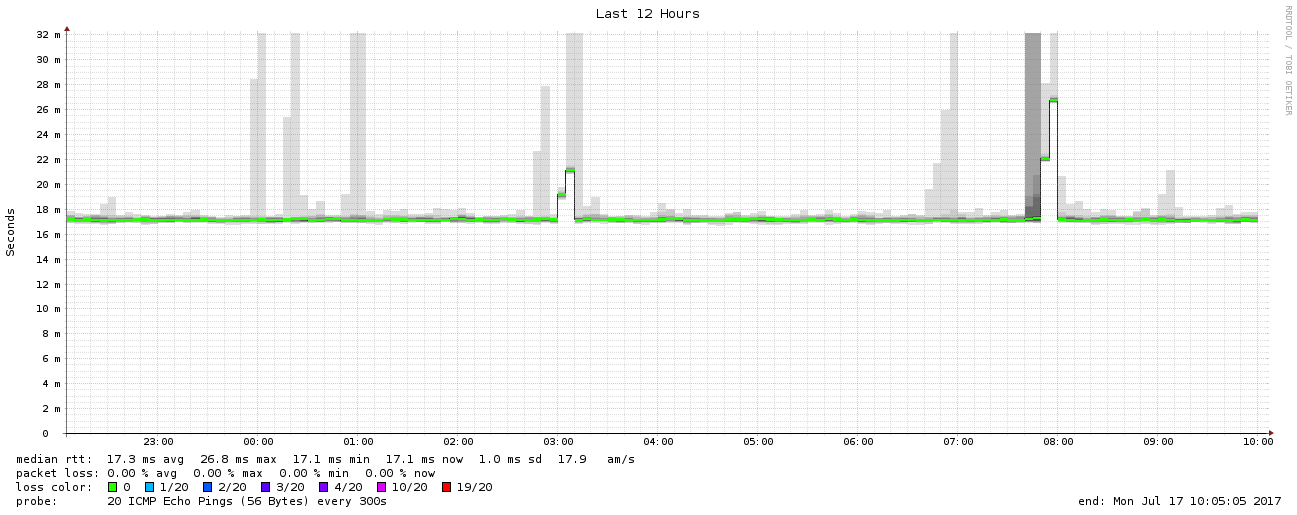 Last 12 Hours
RRDTOOL / TOBI OETIKER
Seconds
32 m
30 m
28 m
26 m
24 m
22 m
20 m
18 m
16 m
14 m
12 m
10 m
8 m
6 m
4 m
2 m
0
23:00 00:00 01:00 02:00 03:00 04:00 05:00 06:00 07:00 08:00 09:00 10:00
median rtt: 17.3 ms avg 26.8 ms max 17.1 ms min 17.1 ms now 1.0 ms sd 17.9 am/s
packet loss: 0.00 % avg 0.00 % max 0.00 % min 0.00 % now
loss color: 0 1/20 2/20 3/20 4/20 10/20 19/20
probe: 20 ICMP Echo Pings (56 Bytes) every 300s end: Mon Jul 17 10:05:05 2017